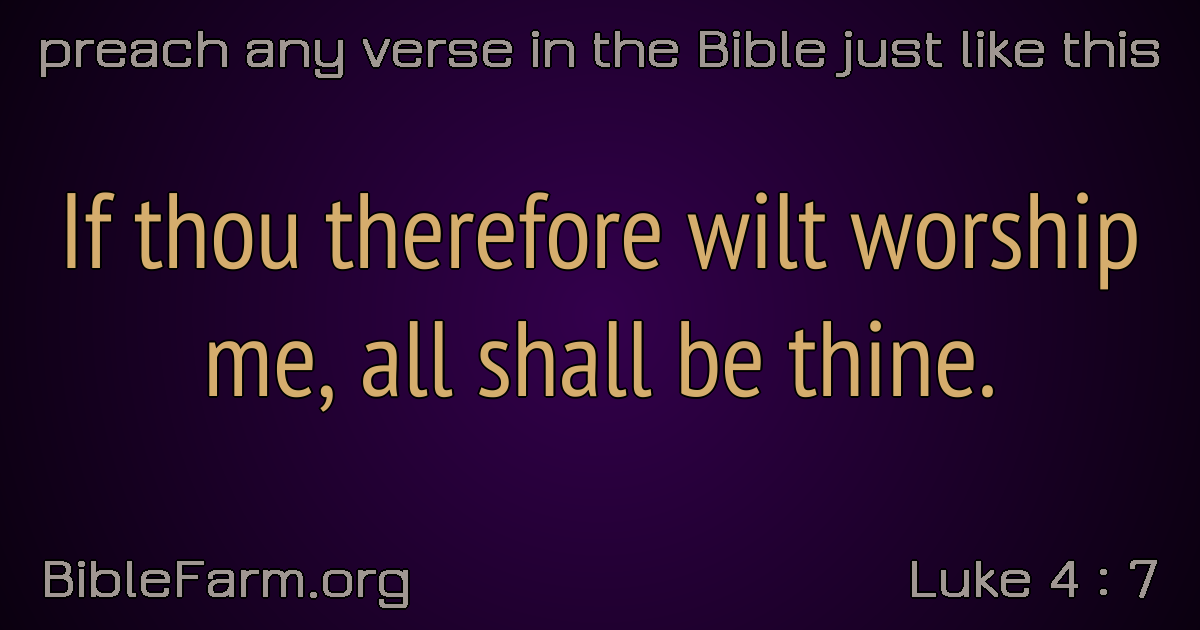 preach any verse in the Bible just like this
If thou therefore wilt worship
me, all shall be thine.
BibleFarm.org
Luke 4 : 7